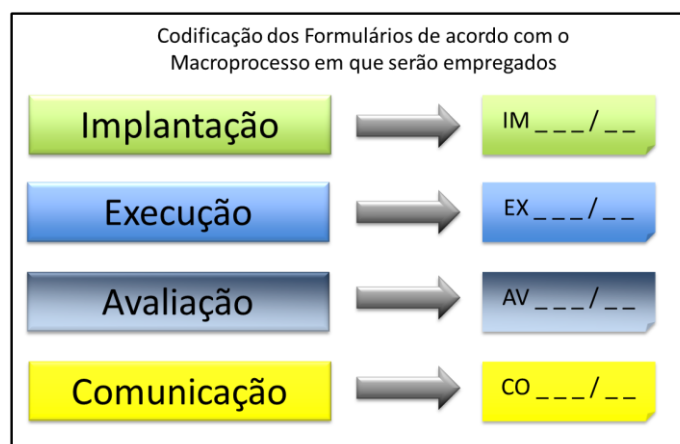 Codificação dos Formulários de acordo com o
Macroprocesso em que serão empregados
Implantação
IM _ _ _ / _ _
Execução
EX _ _ _ / _ _
Avaliação
AV _ _ _ / _ _
Comunicação
CO _ _ _ / _ _